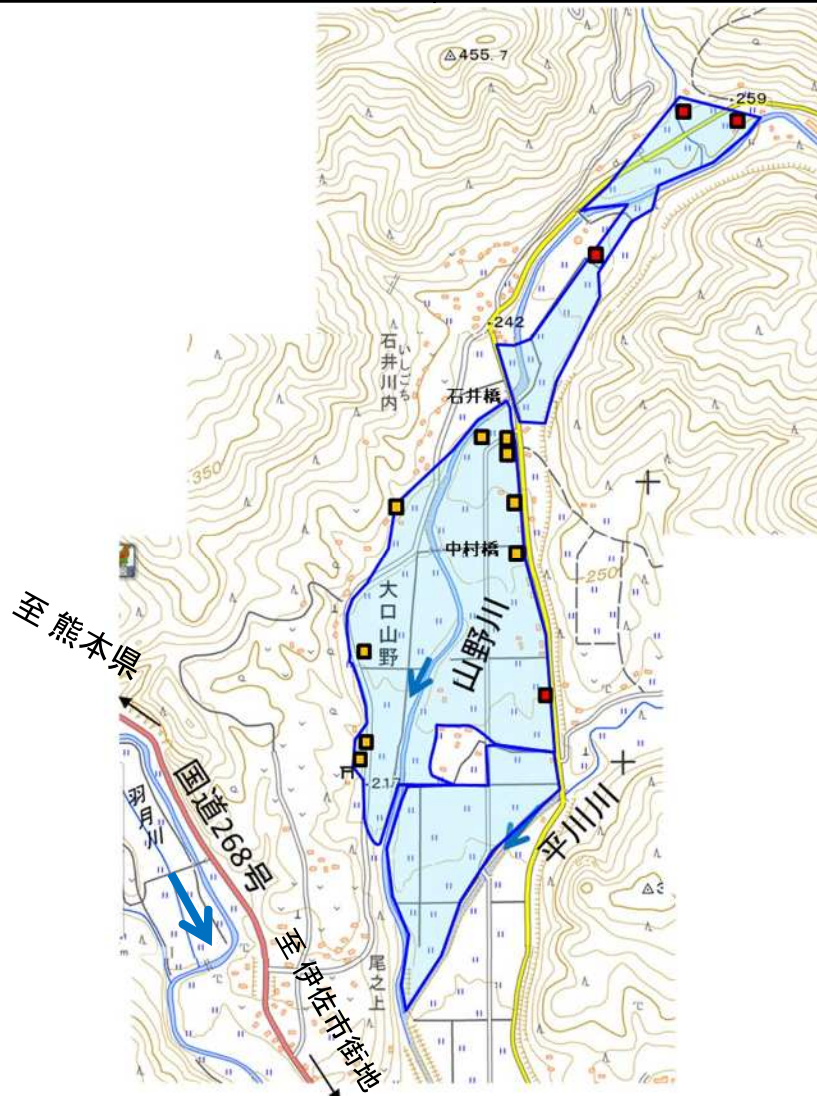 455.7
259
242
石井川内
いしごち
石井橋
350
中村橋
250
大口山野
山野川
至 熊本県
217
国道268号
羽月川
平川川
尾之上
至 伊佐市街地